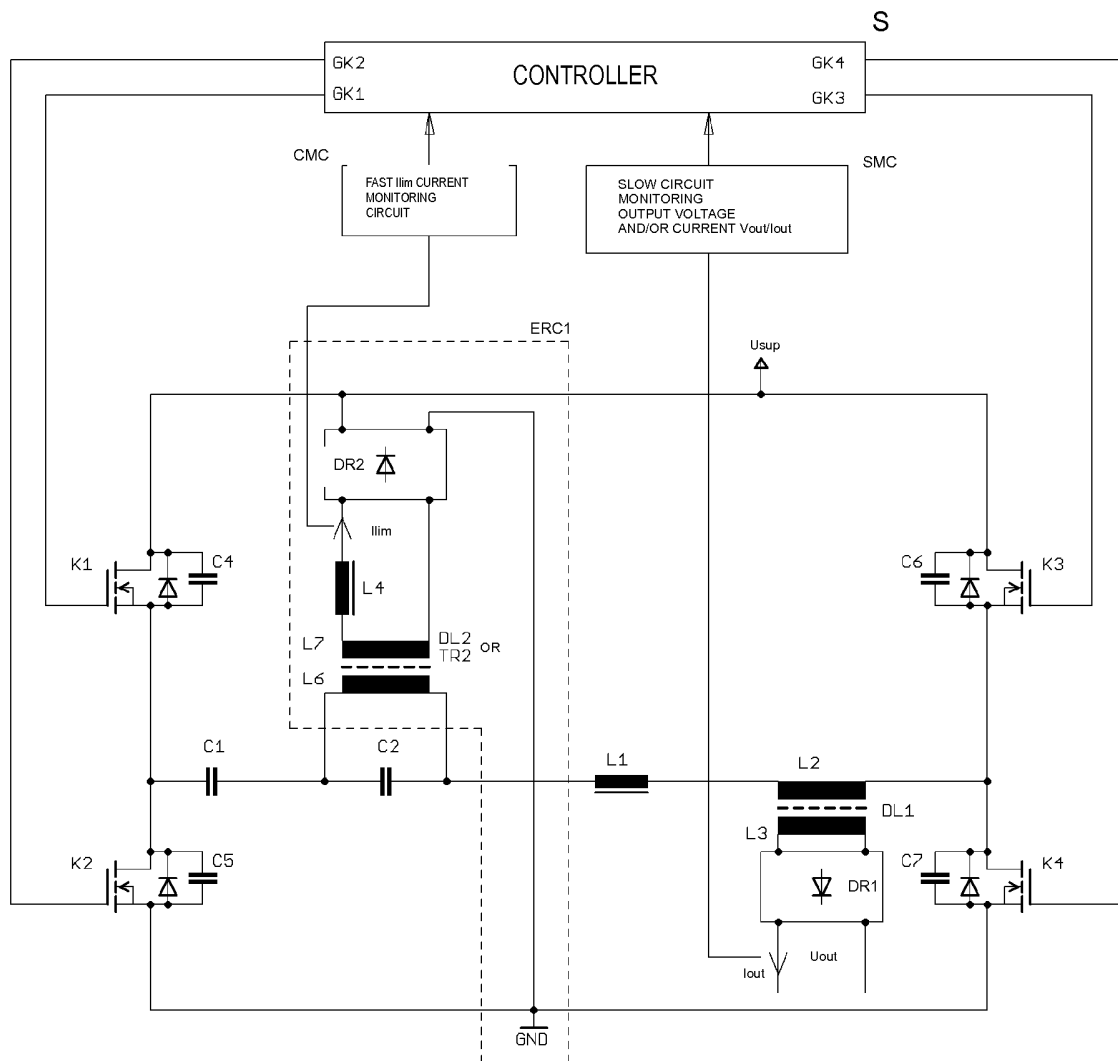 S
GK2
GK4
CONTROLLER
GK1
GK3
CMC
SMC
FAST Ilim CURRENT
MONITORING
CIRCUIT
SLOW CIRCUIT
MONITORING
OUTPUT VOLTAGE
AND/OR CURRENT Vout/Iout
ERC1
Usup
DR2
Ilim
K1
C4
C6
K3
L4
L7
DL2
OR
TR2
L6
C1
C2
L1
L2
DL1
L3
K2
C5
C7
K4
DR1
Uout
Iout
GND